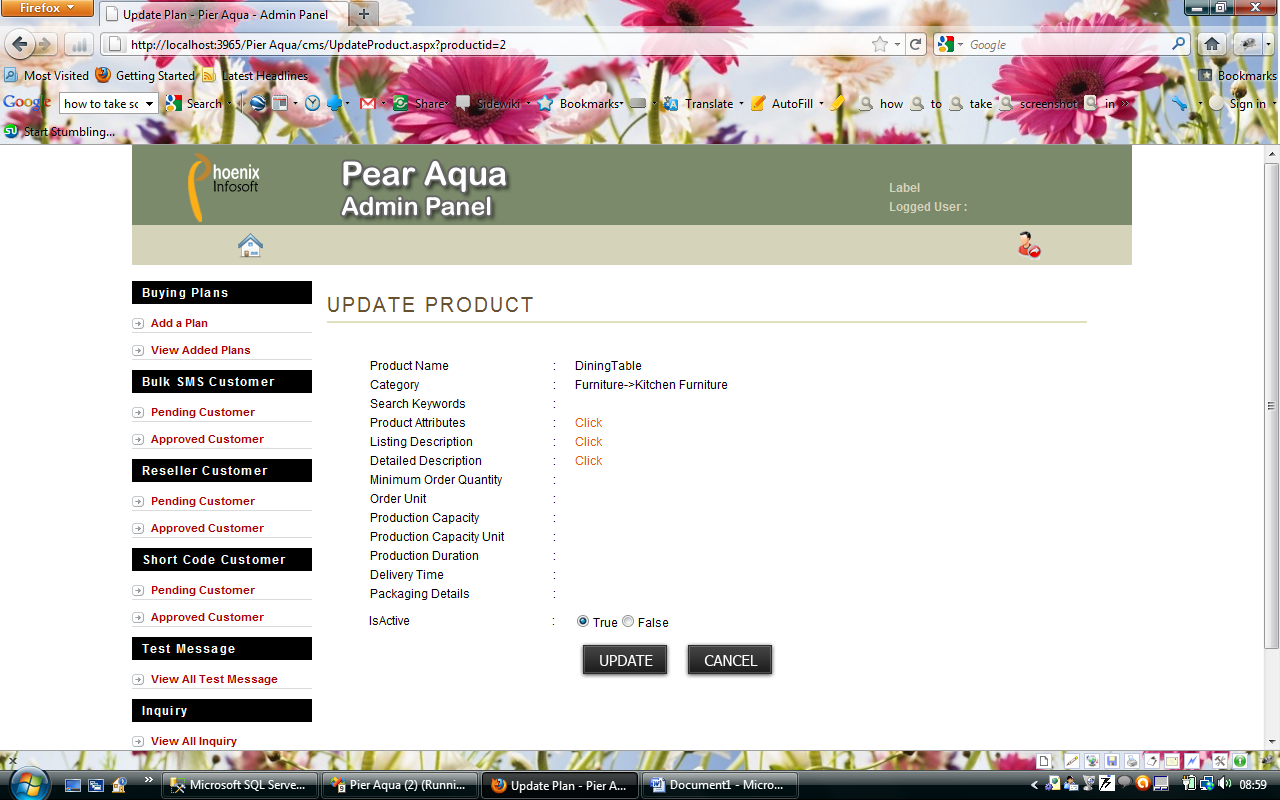 Firefox
Update Plan - Pier Aqua - Admin Panel
http://localhost:3965/Pier Aqua/cms/UpdateProduct.aspx?productid=2
Google
Most Visited Getting Started Latest Headlines Bookmarks
Google how to take sc Search Share Sidewiki Bookmarks Translate AutoFill how to take screenshot in » Sign in
Start Stumbling...
Phoenix
Infosoft
Pear Aqua
Admin Panel
Label
Logged User :
Buying Plans
Add a Plan
View Added Plans
Bulk SMS Customer
Pending Customer
Approved Customer
Reseller Customer
Pending Customer
Approved Customer
Short Code Customer
Pending Customer
Approved Customer
Test Message
View All Test Message
Inquiry
View All Inquiry
UPDATE PRODUCT
Product Name : DiningTable
Category : Furniture->Kitchen Furniture
Search Keywords :
Product Attributes : Click
Listing Description : Click
Detailed Description : Click
Minimum Order Quantity :
Order Unit :
Production Capacity :
Production Capacity Unit :
Production Duration :
Delivery Time :
Packaging Details :
IsActive : True False
UPDATE CANCEL
» Microsoft SQL Serve... Pier Aqua (2) (Runni... Update Plan - Pier A... Document1 - Micro... 08:59